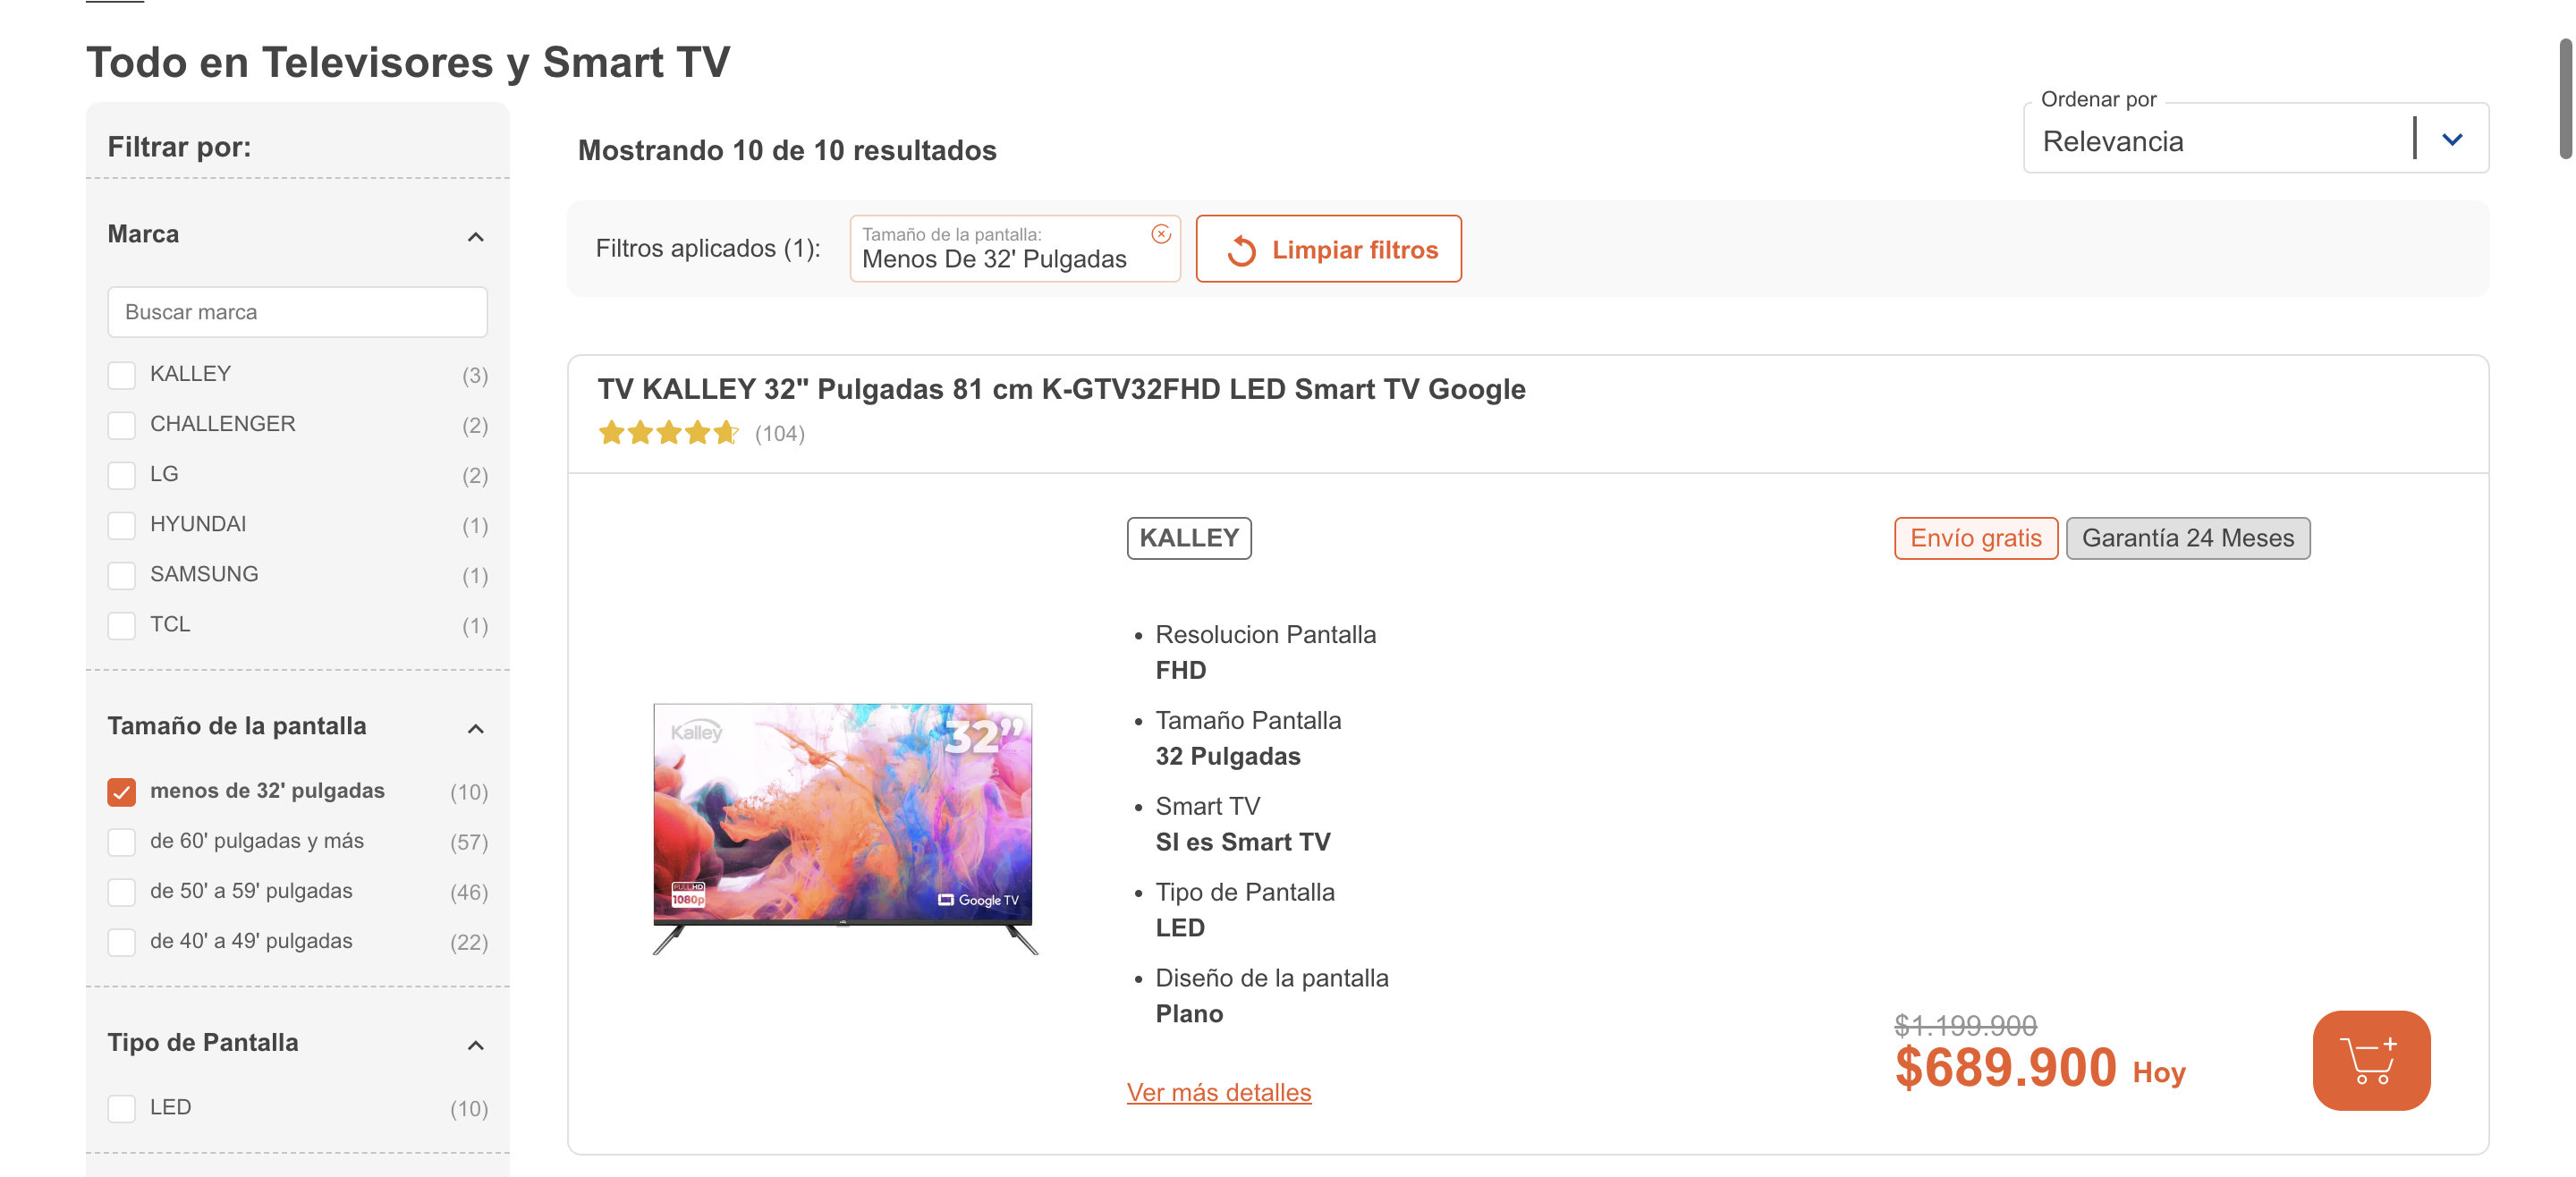 Todo en Televisores y Smart TV
Filtrar por:
Marca
Buscar marca
KALLEY (3)
CHALLENGER (2)
LG (2)
HYUNDAI (1)
SAMSUNG (1)
TCL (1)
Tamaño de la pantalla
menos de 32' pulgadas (10)
de 60' pulgadas y más (57)
de 50' a 59' pulgadas (46)
de 40' a 49' pulgadas (22)
Tipo de Pantalla
LED (10)
Mostrando 10 de 10 resultados
Ordenar por
Relevancia
Filtros aplicados (1):
Tamaño de la pantalla:
Menos De 32' Pulgadas
Limpiar filtros
TV KALLEY 32" Pulgadas 81 cm K-GTV32FHD LED Smart TV Google
(104)
Kalley
32”
FULLHD
1080p
Google TV
KALLEY
Resolucion Pantalla
FHD
Tamaño Pantalla
32 Pulgadas
Smart TV
SI es Smart TV
Tipo de Pantalla
LED
Diseño de la pantalla
Plano
Ver más detalles
Envío gratis
Garantía 24 Meses
$1.199.900
$689.900 Hoy